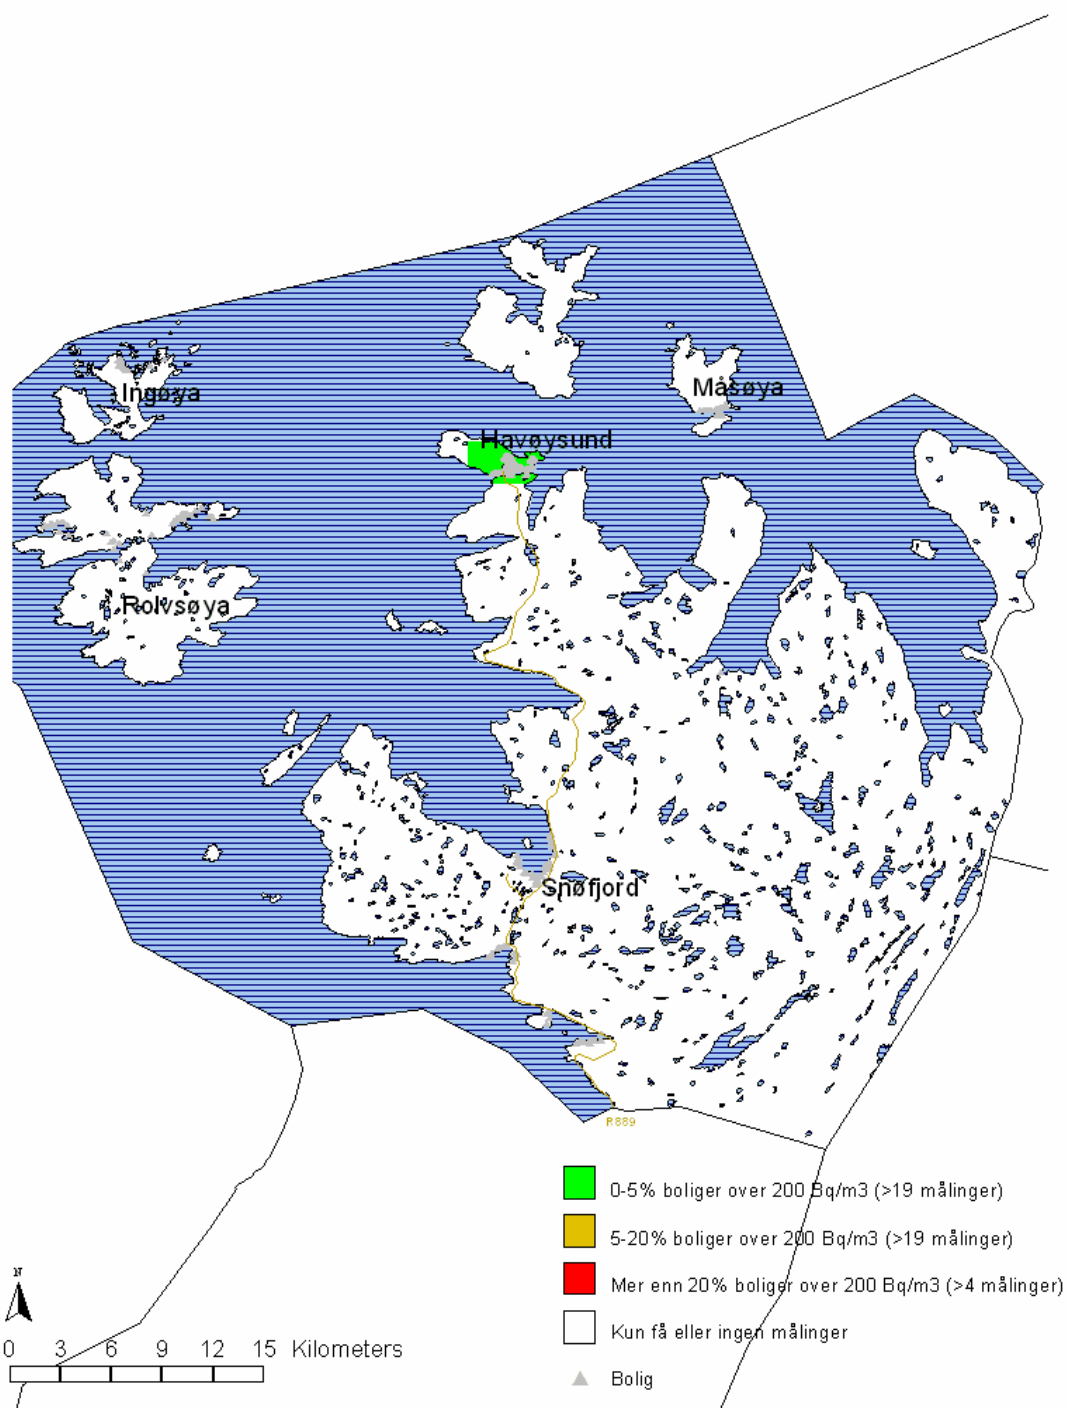 Ingøya
Måsøya
Havøysund
Rolvsøya
Snøfjord
R889
0-5% boliger over 200 Bq/m3 (>19 målinger)
5-20% boliger over 200 Bq/m3 (>19 målinger)
Mer enn 20% boliger over 200 Bq/m3 (>4 målinger)
Kun få eller ingen målinger
Bolig
N
0 3 6 9 12 15 Kilometers